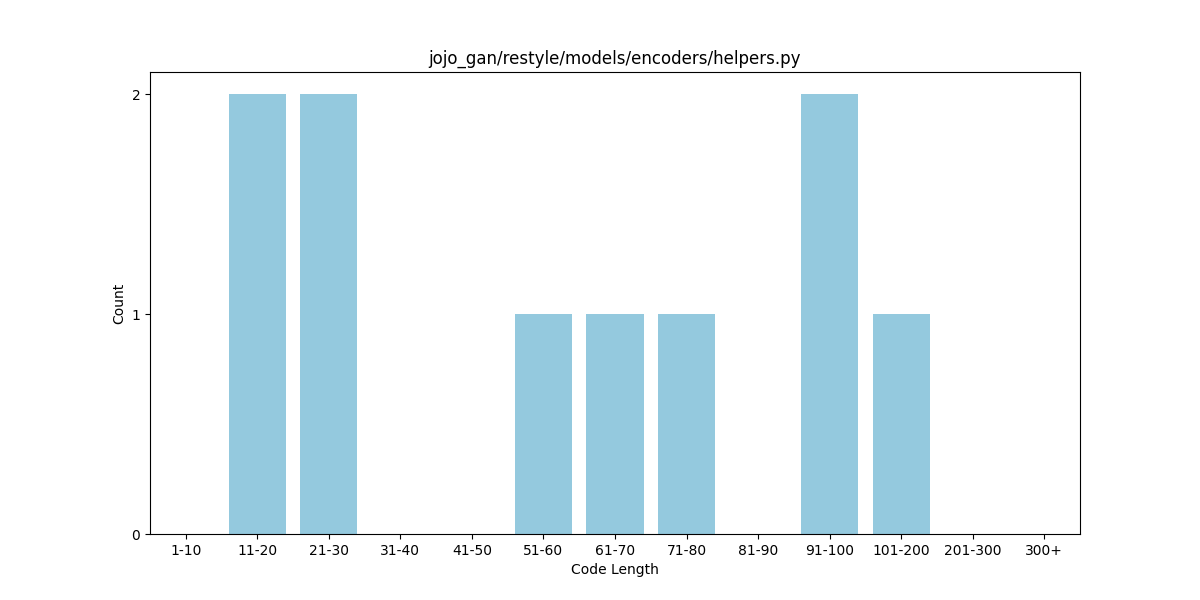 jojo_gan/restyle/models/encoders/helpers.py
2
1
0
Count
1-10 11-20 21-30 31-40 41-50 51-60 61-70 71-80 81-90 91-100 101-200 201-300 300+
Code Length